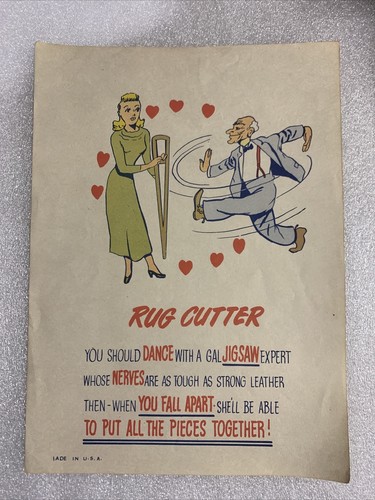 RUG CUTTER
YOU SHOULD DANCE WITH A GAL JIGSAW EXPERT
WHOSE NERVES ARE AS TOUGH AS STRONG LEATHER
THEN-WHEN YOU FALL APART-SHE'LL BE ABLE
TO PUT ALL THE PIECES TOGETHER!
IADE IN U.S.A.